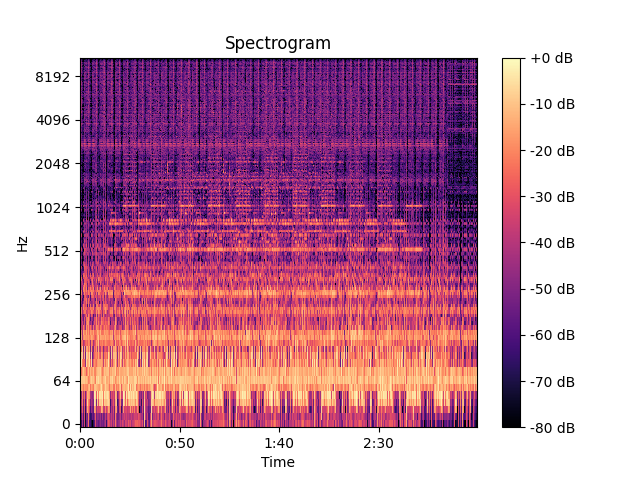 Spectrogram
Hz
8192
4096
2048
1024
512
256
128
64
0
0:00
0:50
1:40
2:30
Time
+0 dB
-10 dB
-20 dB
-30 dB
-40 dB
-50 dB
-60 dB
-70 dB
-80 dB